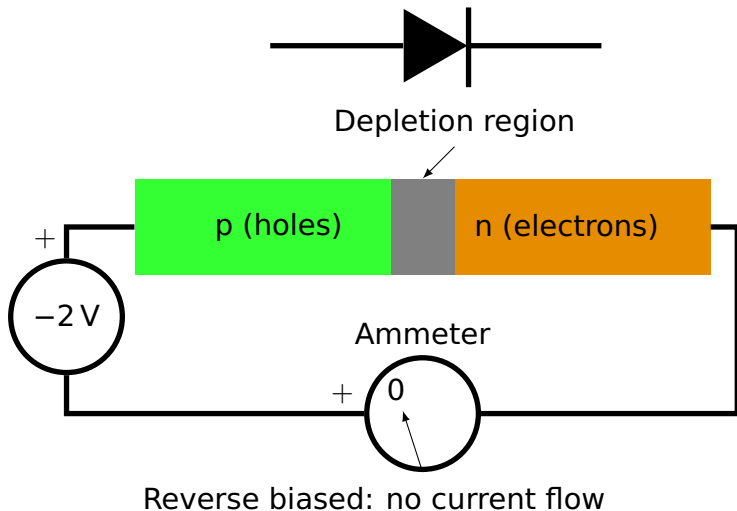 Depletion region
p (holes)
n (electrons)
+
−2 V
Ammeter
+
0
Reverse biased: no current flow